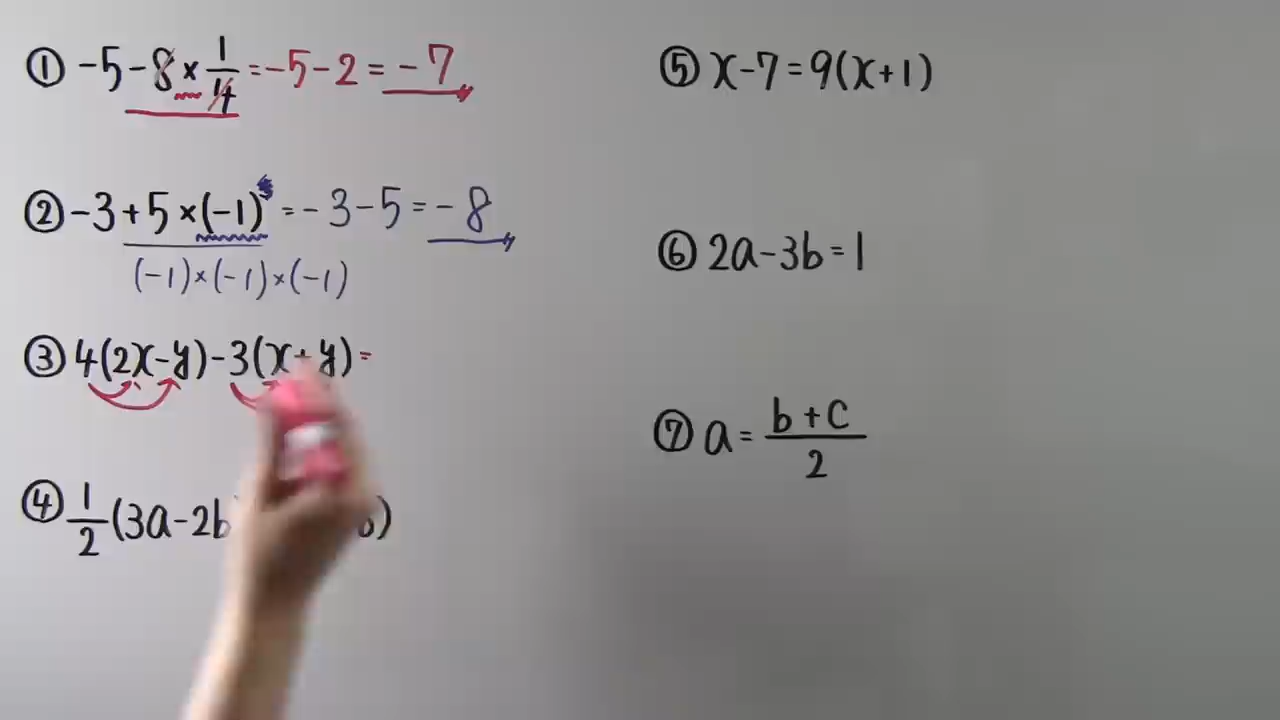 ① -5-8×1/4=-5-2=-7
② -3+5×(-1)³=-3-5=-8
(-1)×(-1)×(-1)
③ 4(2x-y)-3(x+y)=
④ 1/2(3a-2b
⑤ x-7=9(x+1)
⑥ 2a-3b=1
⑦ a=b+c/2